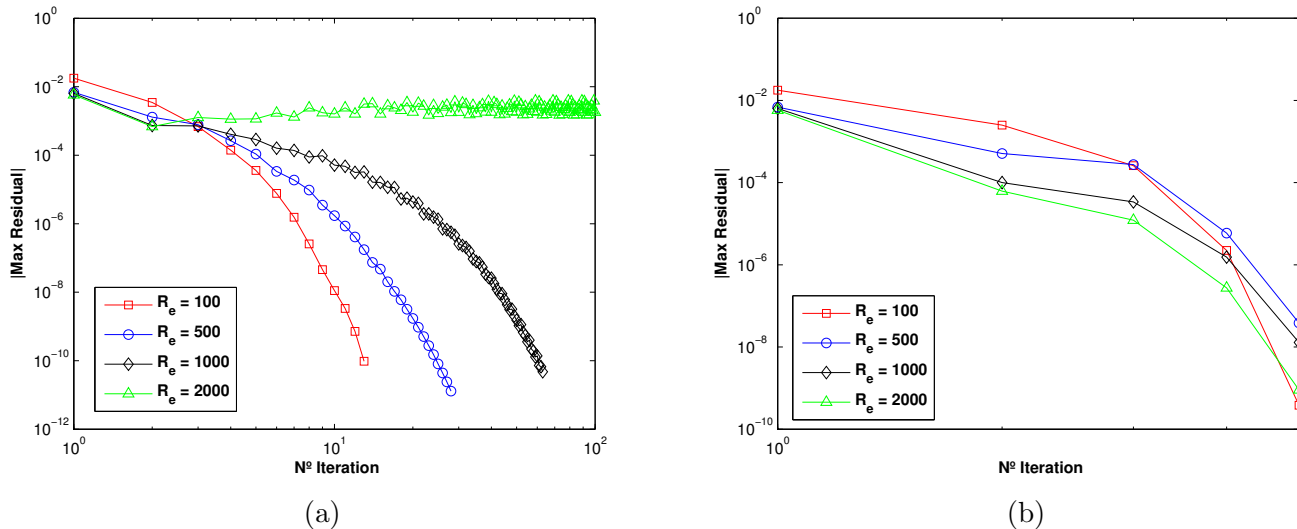 10^0
10^-2
10^-4
10^-6
10^-8
10^-10
10^-12
|Max Residual|
R_e = 100
R_e = 500
R_e = 1000
R_e = 2000
10^0
10^1
10^2
Nº Iteration
(a)
10^0
10^-2
10^-4
10^-6
10^-8
10^-10
|Max Residual|
R_e = 100
R_e = 500
R_e = 1000
R_e = 2000
10^0
Nº Iteration
(b)